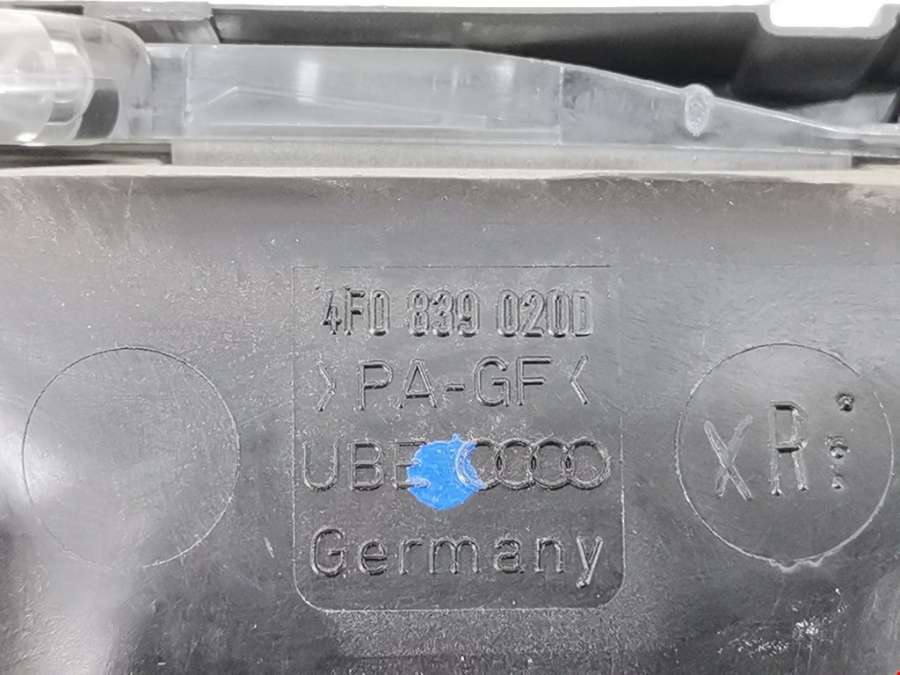 4F0 839 020D
>PA-GF<
UBE
Germany
XR